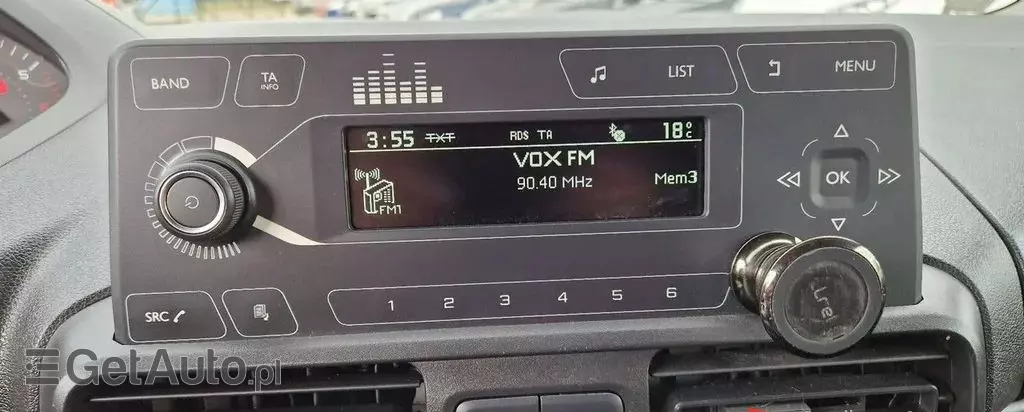 BAND
TA
INFO
LIST
MENU
3:55 TXT RDS TA 18°C
VOX FM
90.40 MHz Mem3
FM1
OK
SRC
1 2 3 4 5 6
GetAuto.pl
5